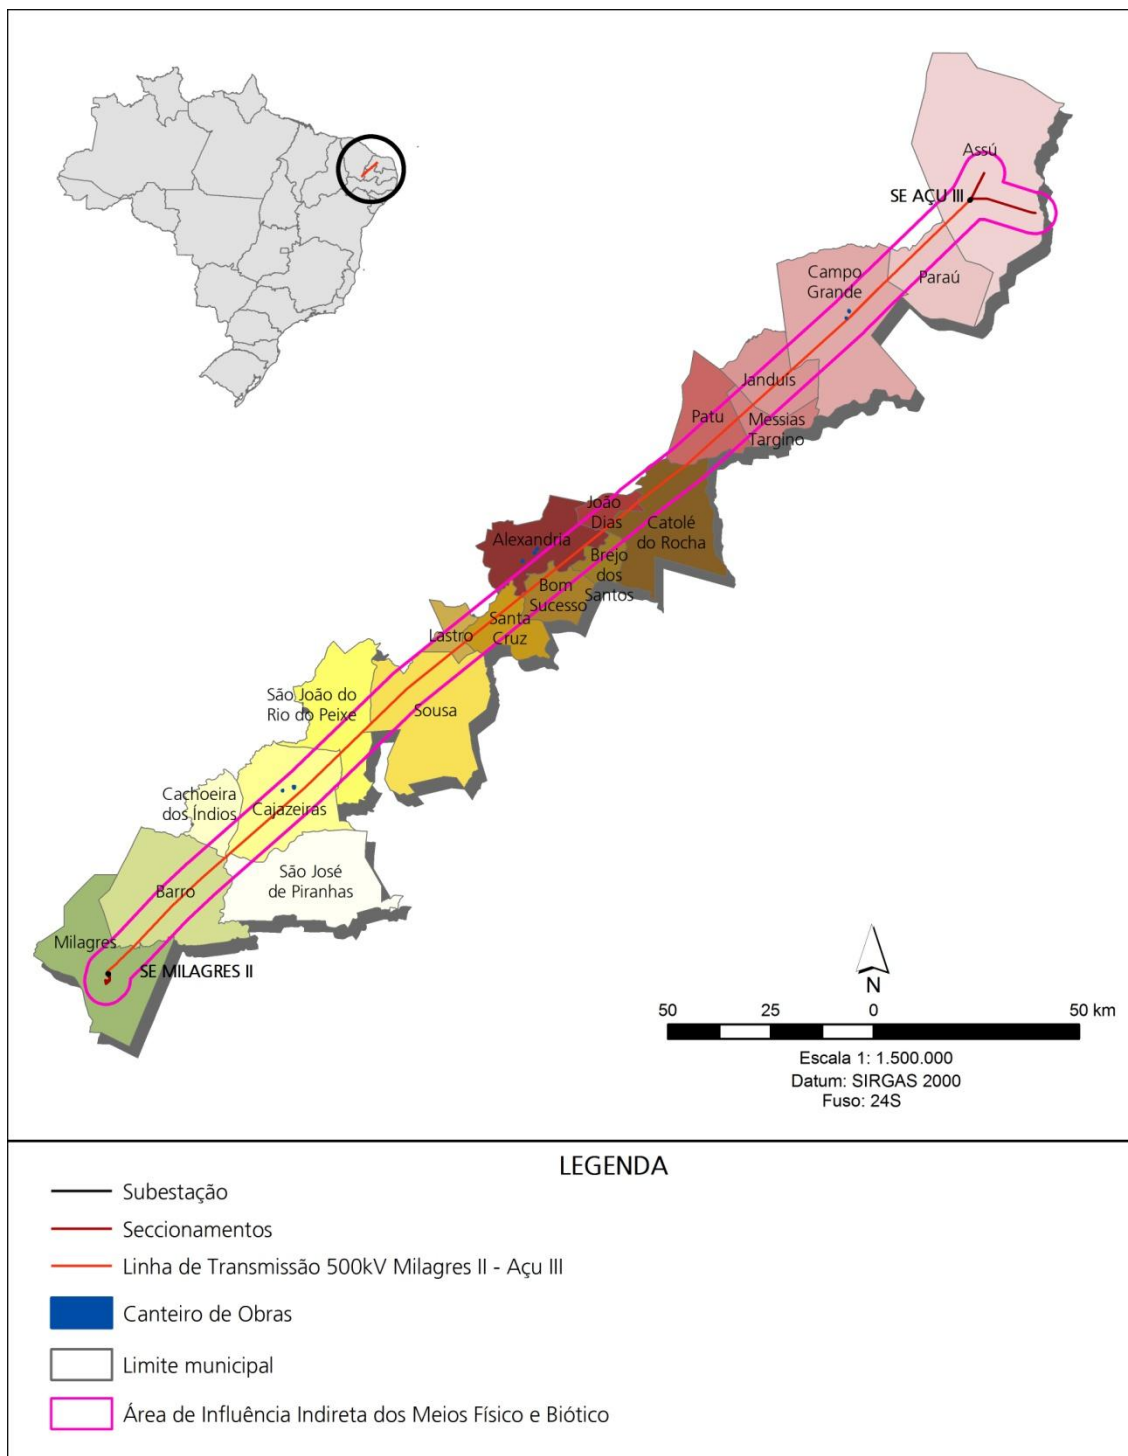 Assú
SE AÇU III
Campo
Grande
Paraú
Janduís
Patu
Messias
Targino
João
Dias
Catolé
do Rocha
Alexandria
Brejo
dos
Santos
Bom
Sucesso
Santa
Cruz
Lastro
São João do
Rio do Peixe
Sousa
Cachoeira
dos Índios
Cajazeiras
São José
de Piranhas
Barro
Milagres
SE MILAGRES II
N
50 25 0 50 km
Escala 1: 1.500.000
Datum: SIRGAS 2000
Fuso: 24S
LEGENDA
Subestação
Seccionamentos
Linha de Transmissão 500kV Milagres II - Açu III
Canteiro de Obras
Limite municipal
Área de Influência Indireta dos Meios Físico e Biótico